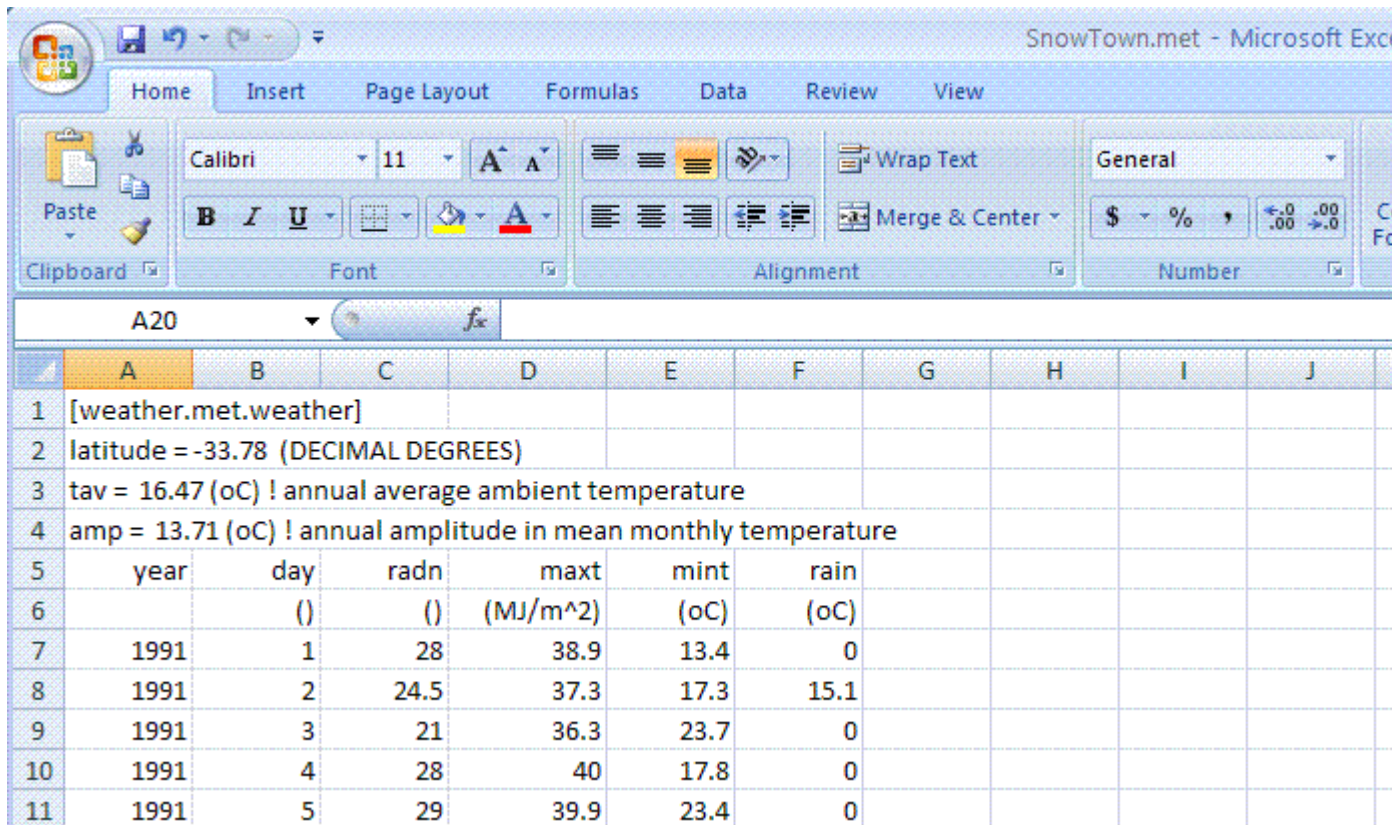 SnowTown.met - Microsoft Exce
Home Insert Page Layout Formulas Data Review View
Calibri 11 A A Wrap Text General
Paste B I U A Merge & Center $ % , .0 .00 .00 .0 C
Fo
Clipboard Font Alignment Number
A20 fx
A B C D E F G H I J
1 [weather.met.weather]
2 latitude = -33.78 (DECIMAL DEGREES)
3 tav = 16.47 (oC) ! annual average ambient temperature
4 amp = 13.71 (oC) ! annual amplitude in mean monthly temperature
5 year day radn maxt mint rain
6 () () (MJ/m^2) (oC) (oC)
7 1991 1 28 38.9 13.4 0
8 1991 2 24.5 37.3 17.3 15.1
9 1991 3 21 36.3 23.7 0
10 1991 4 28 40 17.8 0
11 1991 5 29 39.9 23.4 0